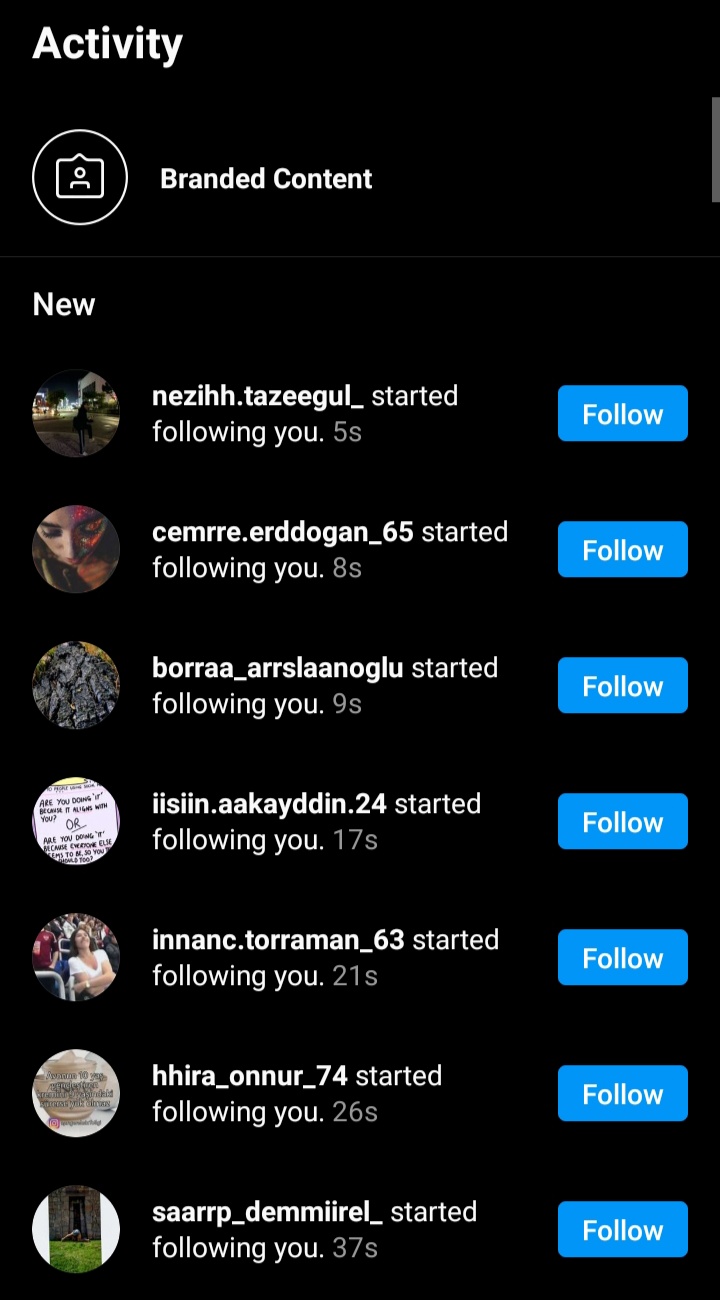 Activity
Branded Content
New
nezihh.tazeegul_ started
following you. 5s
Follow
cemrre.erddogan_65 started
following you. 8s
Follow
borraa_arrslaanoglu started
following you. 9s
Follow
ARE YOU DOING "IT"
BECAUSE IT ALIGNS WITH
YOU?
OR
ARE YOU DOING "IT"
BECAUSE EVERYONE ELSE
SEEMS TO BE, SO YOU
SHOULD TOO?
iisiin.aakayddin.24 started
following you. 17s
Follow
innanc.torraman_63 started
following you. 21s
Follow
hhira_onnur_74 started
following you. 26s
Follow
saarrp_demmiirel_ started
following you. 37s
Follow